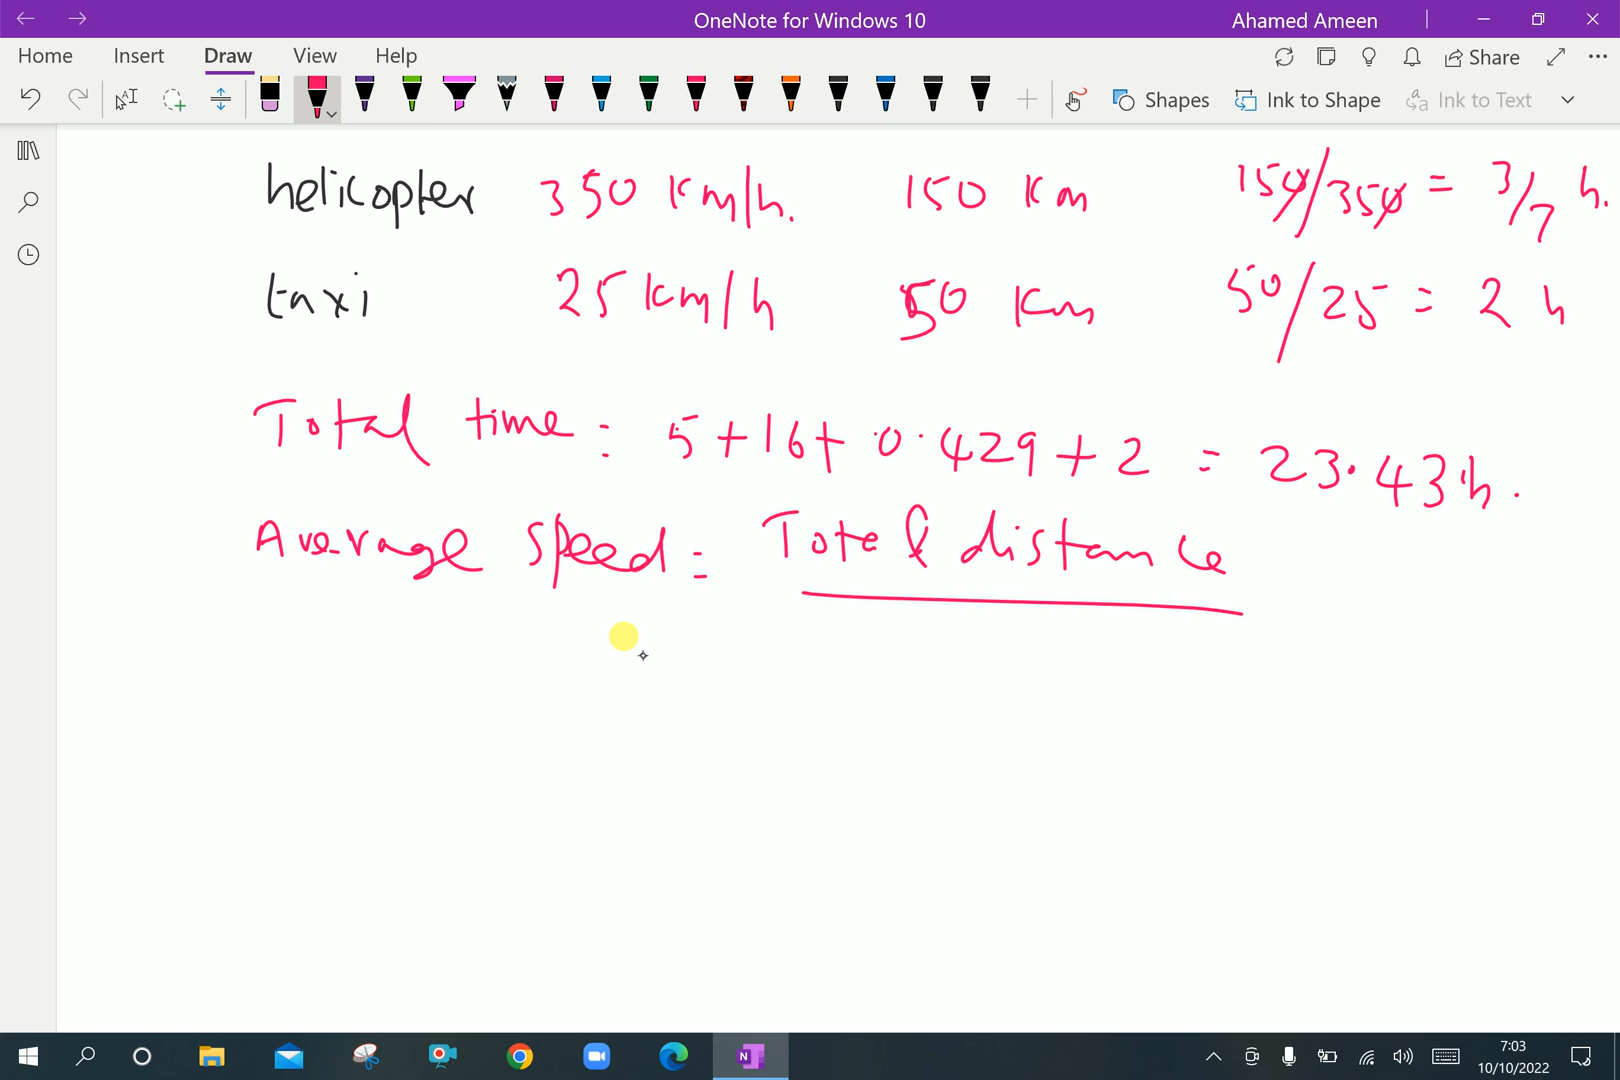 OneNote for Windows 10
Ahamed Ameen
Home Insert Draw View Help
Share
Shapes Ink to Shape Ink to Text
helicopter 350 Km/h. 150 Km 150/350 = 3/7 h.
taxi 25 Km/h 50 Km 50/25 = 2 h
Total time = 5+16+ 0.429 + 2 = 23.43 h.
Average speed = Total distance
7:03
10/10/2022